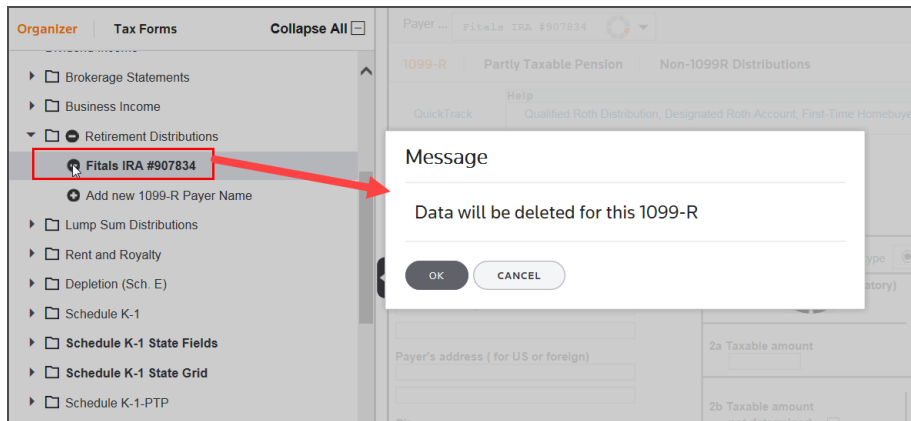 Organizer Tax Forms Collapse All
Payer ... Fitals IRA #907834
Brokerage Statements
Business Income
Retirement Distributions
Fitals IRA #907834
Add new 1099-R Payer Name
Lump Sum Distributions
Rent and Royalty
Depletion (Sch. E)
Schedule K-1
Schedule K-1 State Fields
Schedule K-1 State Grid
Schedule K-1-PTP
1099-R Partly Taxable Pension Non-1099R Distributions
Help
QuickTrack Qualified Roth Distribution, Designated Roth Account, First-Time Homebuye
Message
Data will be deleted for this 1099-R
OK CANCEL
ype
atory)
Payer's address ( for US or foreign)
2a Taxable amount
2b Taxable amount
not determined